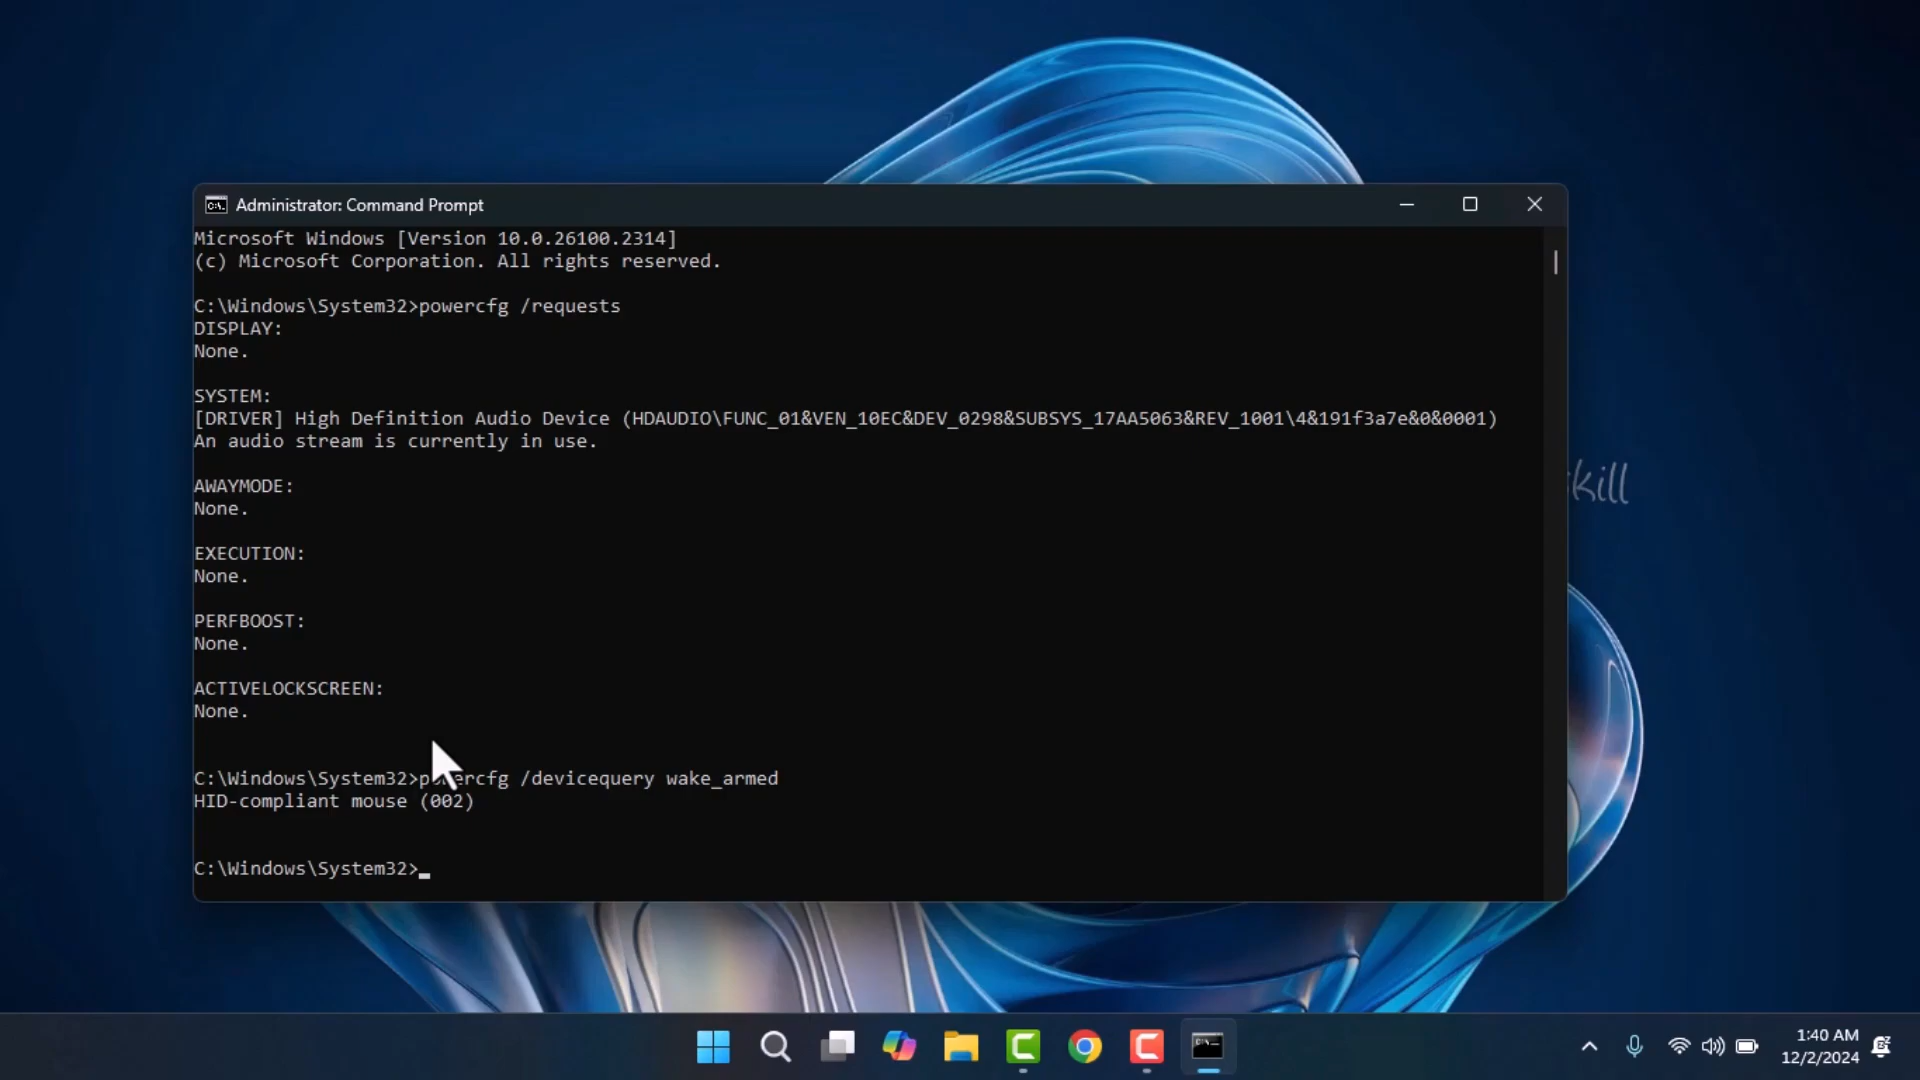 Administrator: Command Prompt
Microsoft Windows [Version 10.0.26100.2314]
(c) Microsoft Corporation. All rights reserved.
C:\Windows\System32>powercfg /requests
DISPLAY:
None.
SYSTEM:
[DRIVER] High Definition Audio Device (HDAUDIO\FUNC_01&VEN_10EC&DEV_0298&SUBSYS_17AA5063&REV_1001\4&191f3a7e&0&0001)
An audio stream is currently in use.
AWAYMODE:
None.
EXECUTION:
None.
PERFBOOST:
None.
ACTIVELOCKSCREEN:
None.
C:\Windows\System32>powercfg /devicequery wake_armed
HID-compliant mouse (002)
C:\Windows\System32>
kill
1:40 AM
12/2/2024